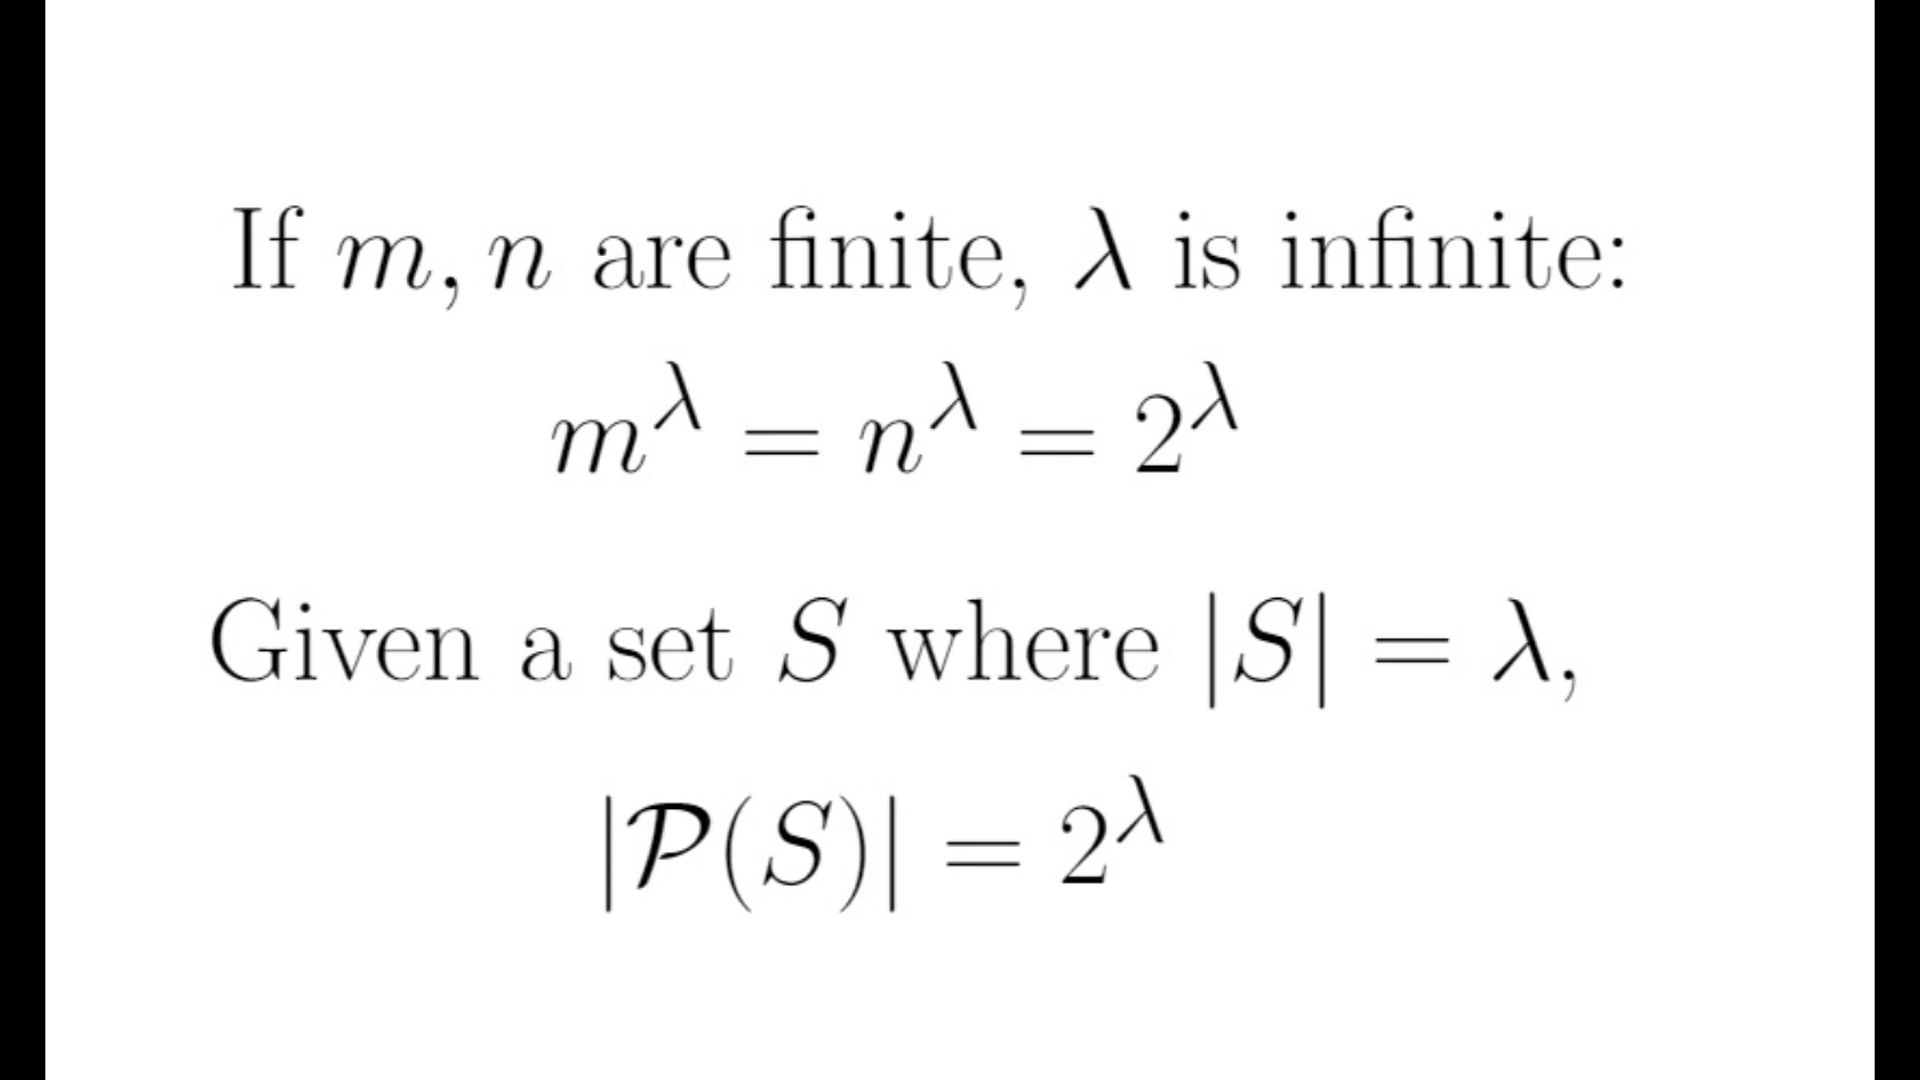 If m, n are finite, λ is infinite:
m^λ = n^λ = 2^λ
Given a set S where |S| = λ,
|𝒫(S)| = 2^λ